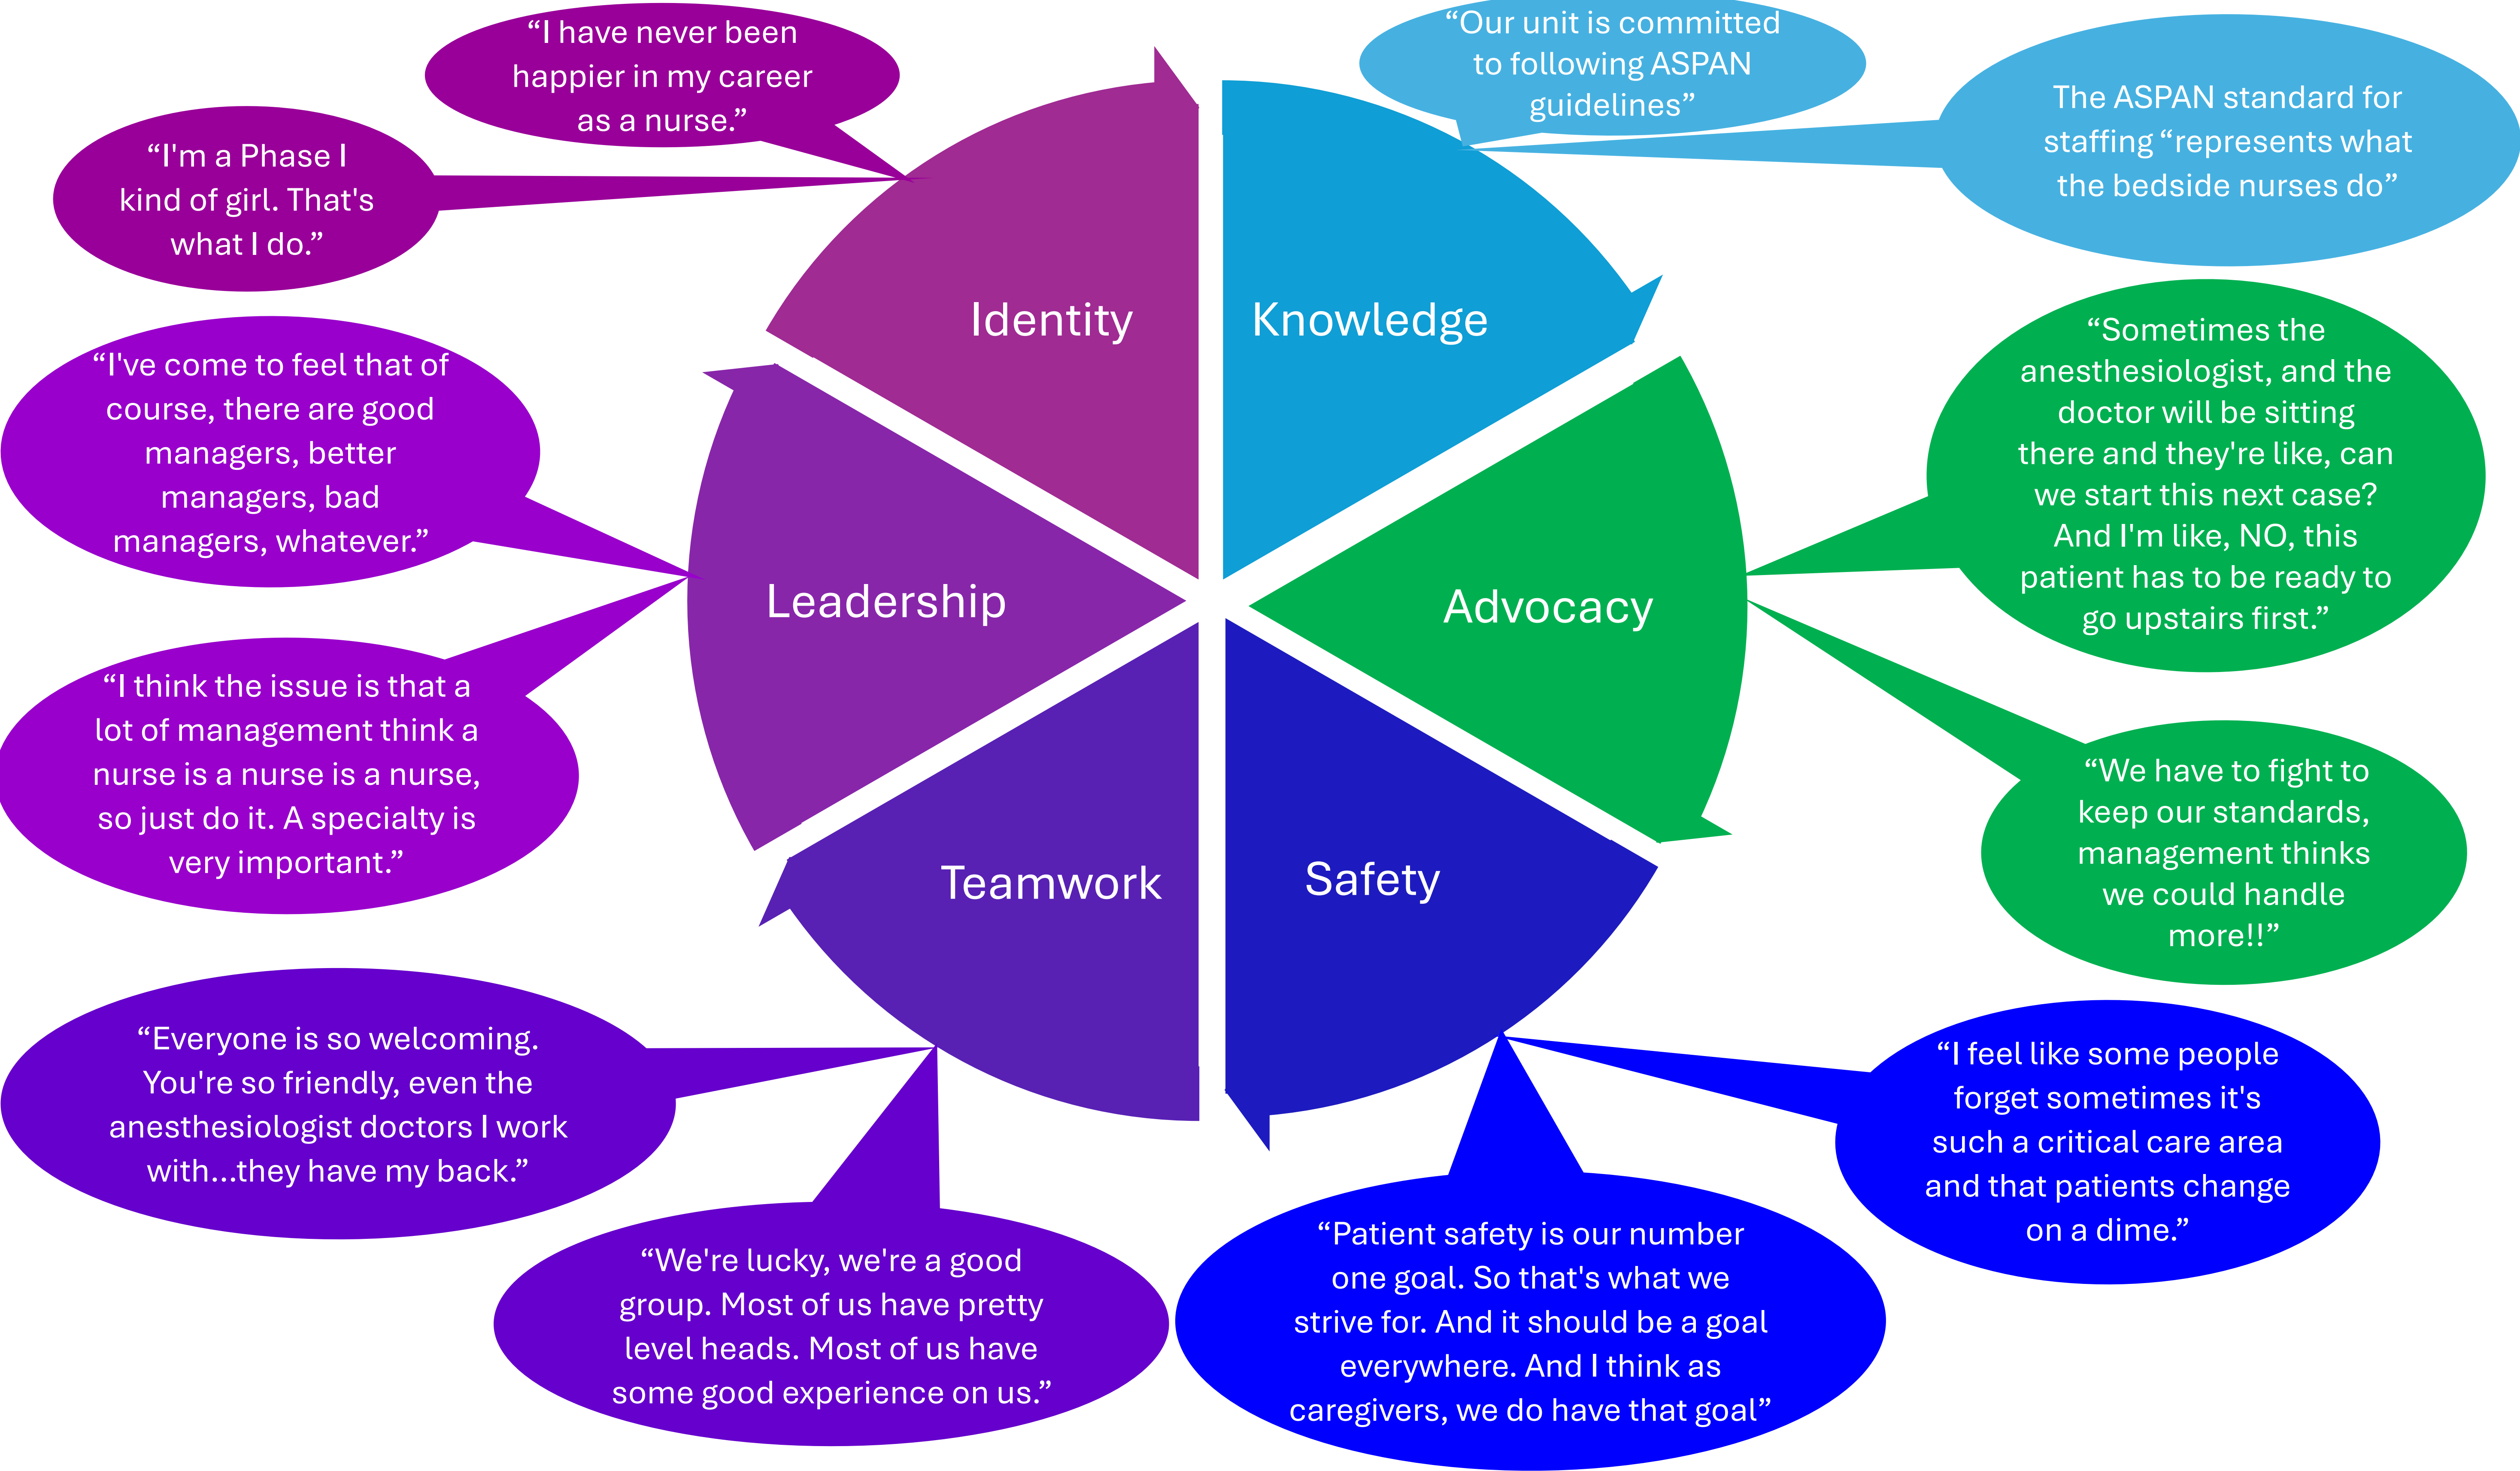 “I have never been
happier in my career
as a nurse.”
“I'm a Phase I
kind of girl. That's
what I do.”
“Our unit is committed
to following ASPAN
guidelines”
The ASPAN standard for
staffing “represents what
the bedside nurses do”
Identity
Knowledge
“I've come to feel that of
course, there are good
managers, better
managers, bad
managers, whatever.”
“Sometimes the
anesthesiologist, and the
doctor will be sitting
there and they're like, can
we start this next case?
And I'm like, NO, this
patient has to be ready to
go upstairs first.”
Leadership
Advocacy
“I think the issue is that a
lot of management think a
nurse is a nurse is a nurse,
so just do it. A specialty is
very important.”
“We have to fight to
keep our standards,
management thinks
we could handle
more!!”
Teamwork
Safety
“Everyone is so welcoming.
You're so friendly, even the
anesthesiologist doctors I work
with...they have my back.”
“I feel like some people
forget sometimes it's
such a critical care area
and that patients change
on a dime.”
“We're lucky, we're a good
group. Most of us have pretty
level heads. Most of us have
some good experience on us.”
“Patient safety is our number
one goal. So that's what we
strive for. And it should be a goal
everywhere. And I think as
caregivers, we do have that goal”